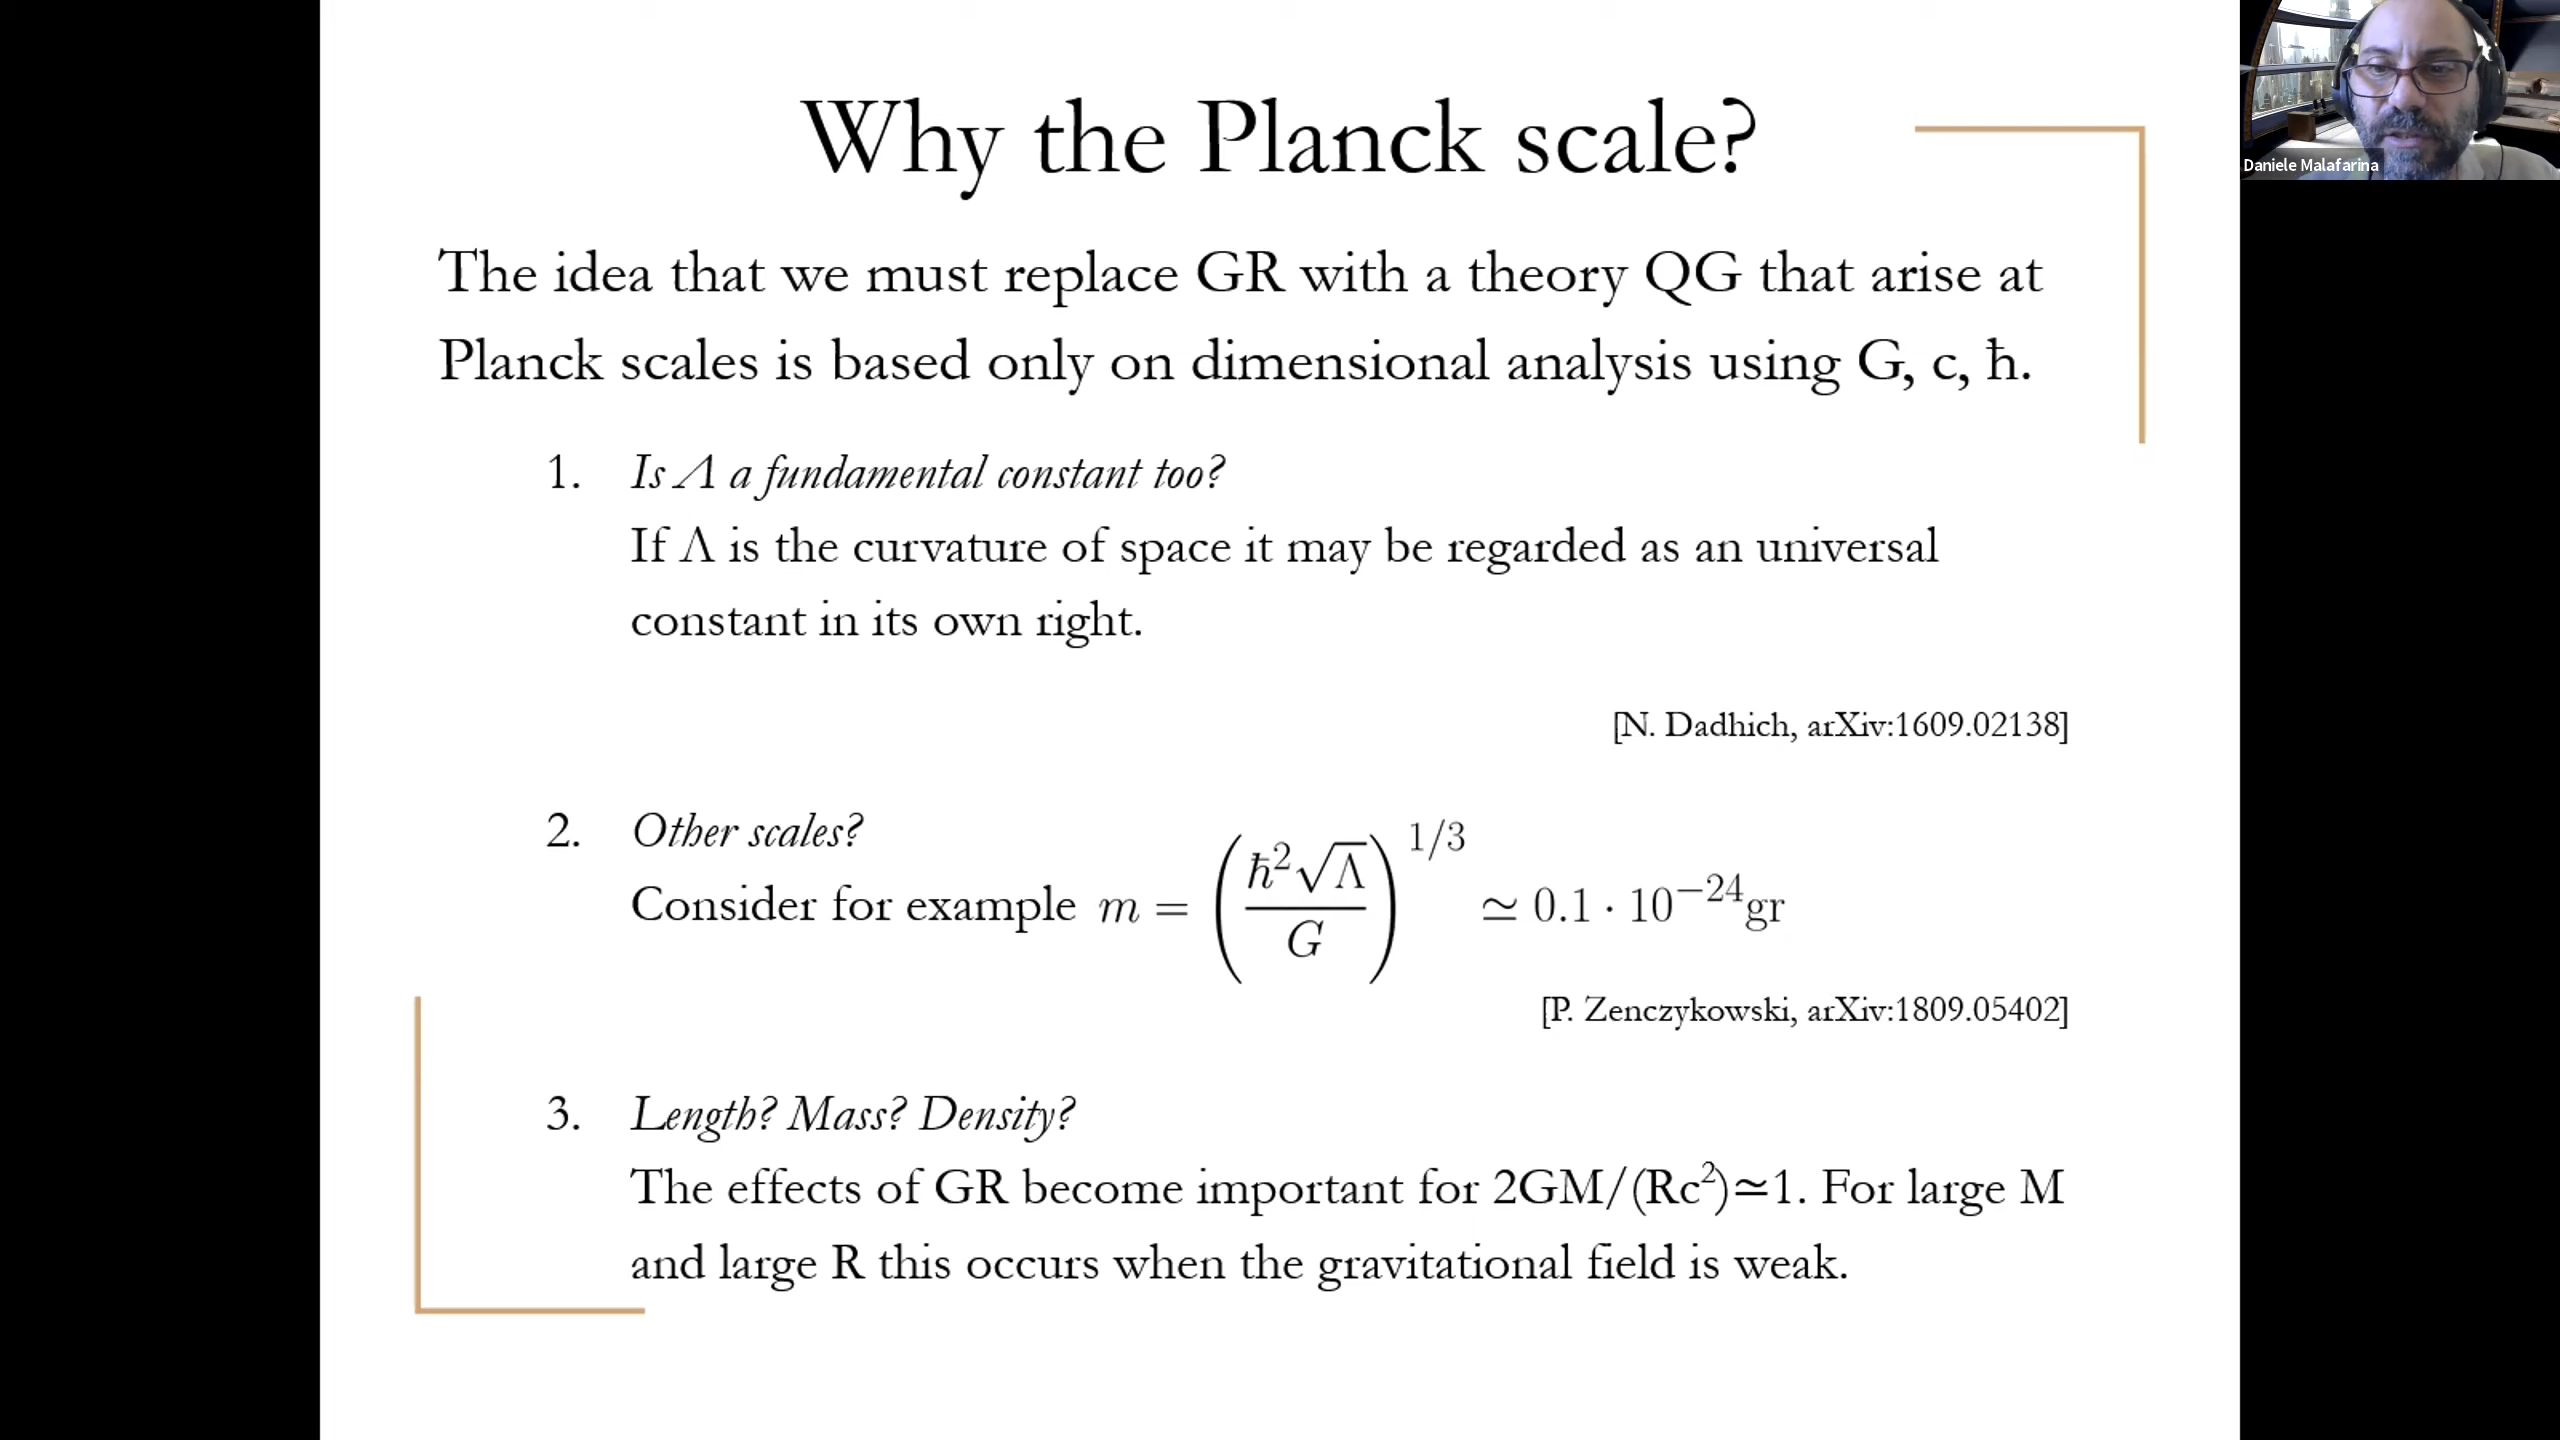 Why the Planck scale?
Daniele Malafarina
The idea that we must replace GR with a theory QG that arise at
Planck scales is based only on dimensional analysis using G, c, ħ.
1. Is Λ a fundamental constant too?
If Λ is the curvature of space it may be regarded as an universal
constant in its own right.
[N. Dadhich, arXiv:1609.02138]
2. Other scales?
Consider for example m = (ħ²√Λ / G)^{1/3} ≃ 0.1 · 10⁻²⁴gr
[P. Zenczykowski, arXiv:1809.05402]
3. Length? Mass? Density?
The effects of GR become important for 2GM/(Rc²)≃1. For large M
and large R this occurs when the gravitational field is weak.